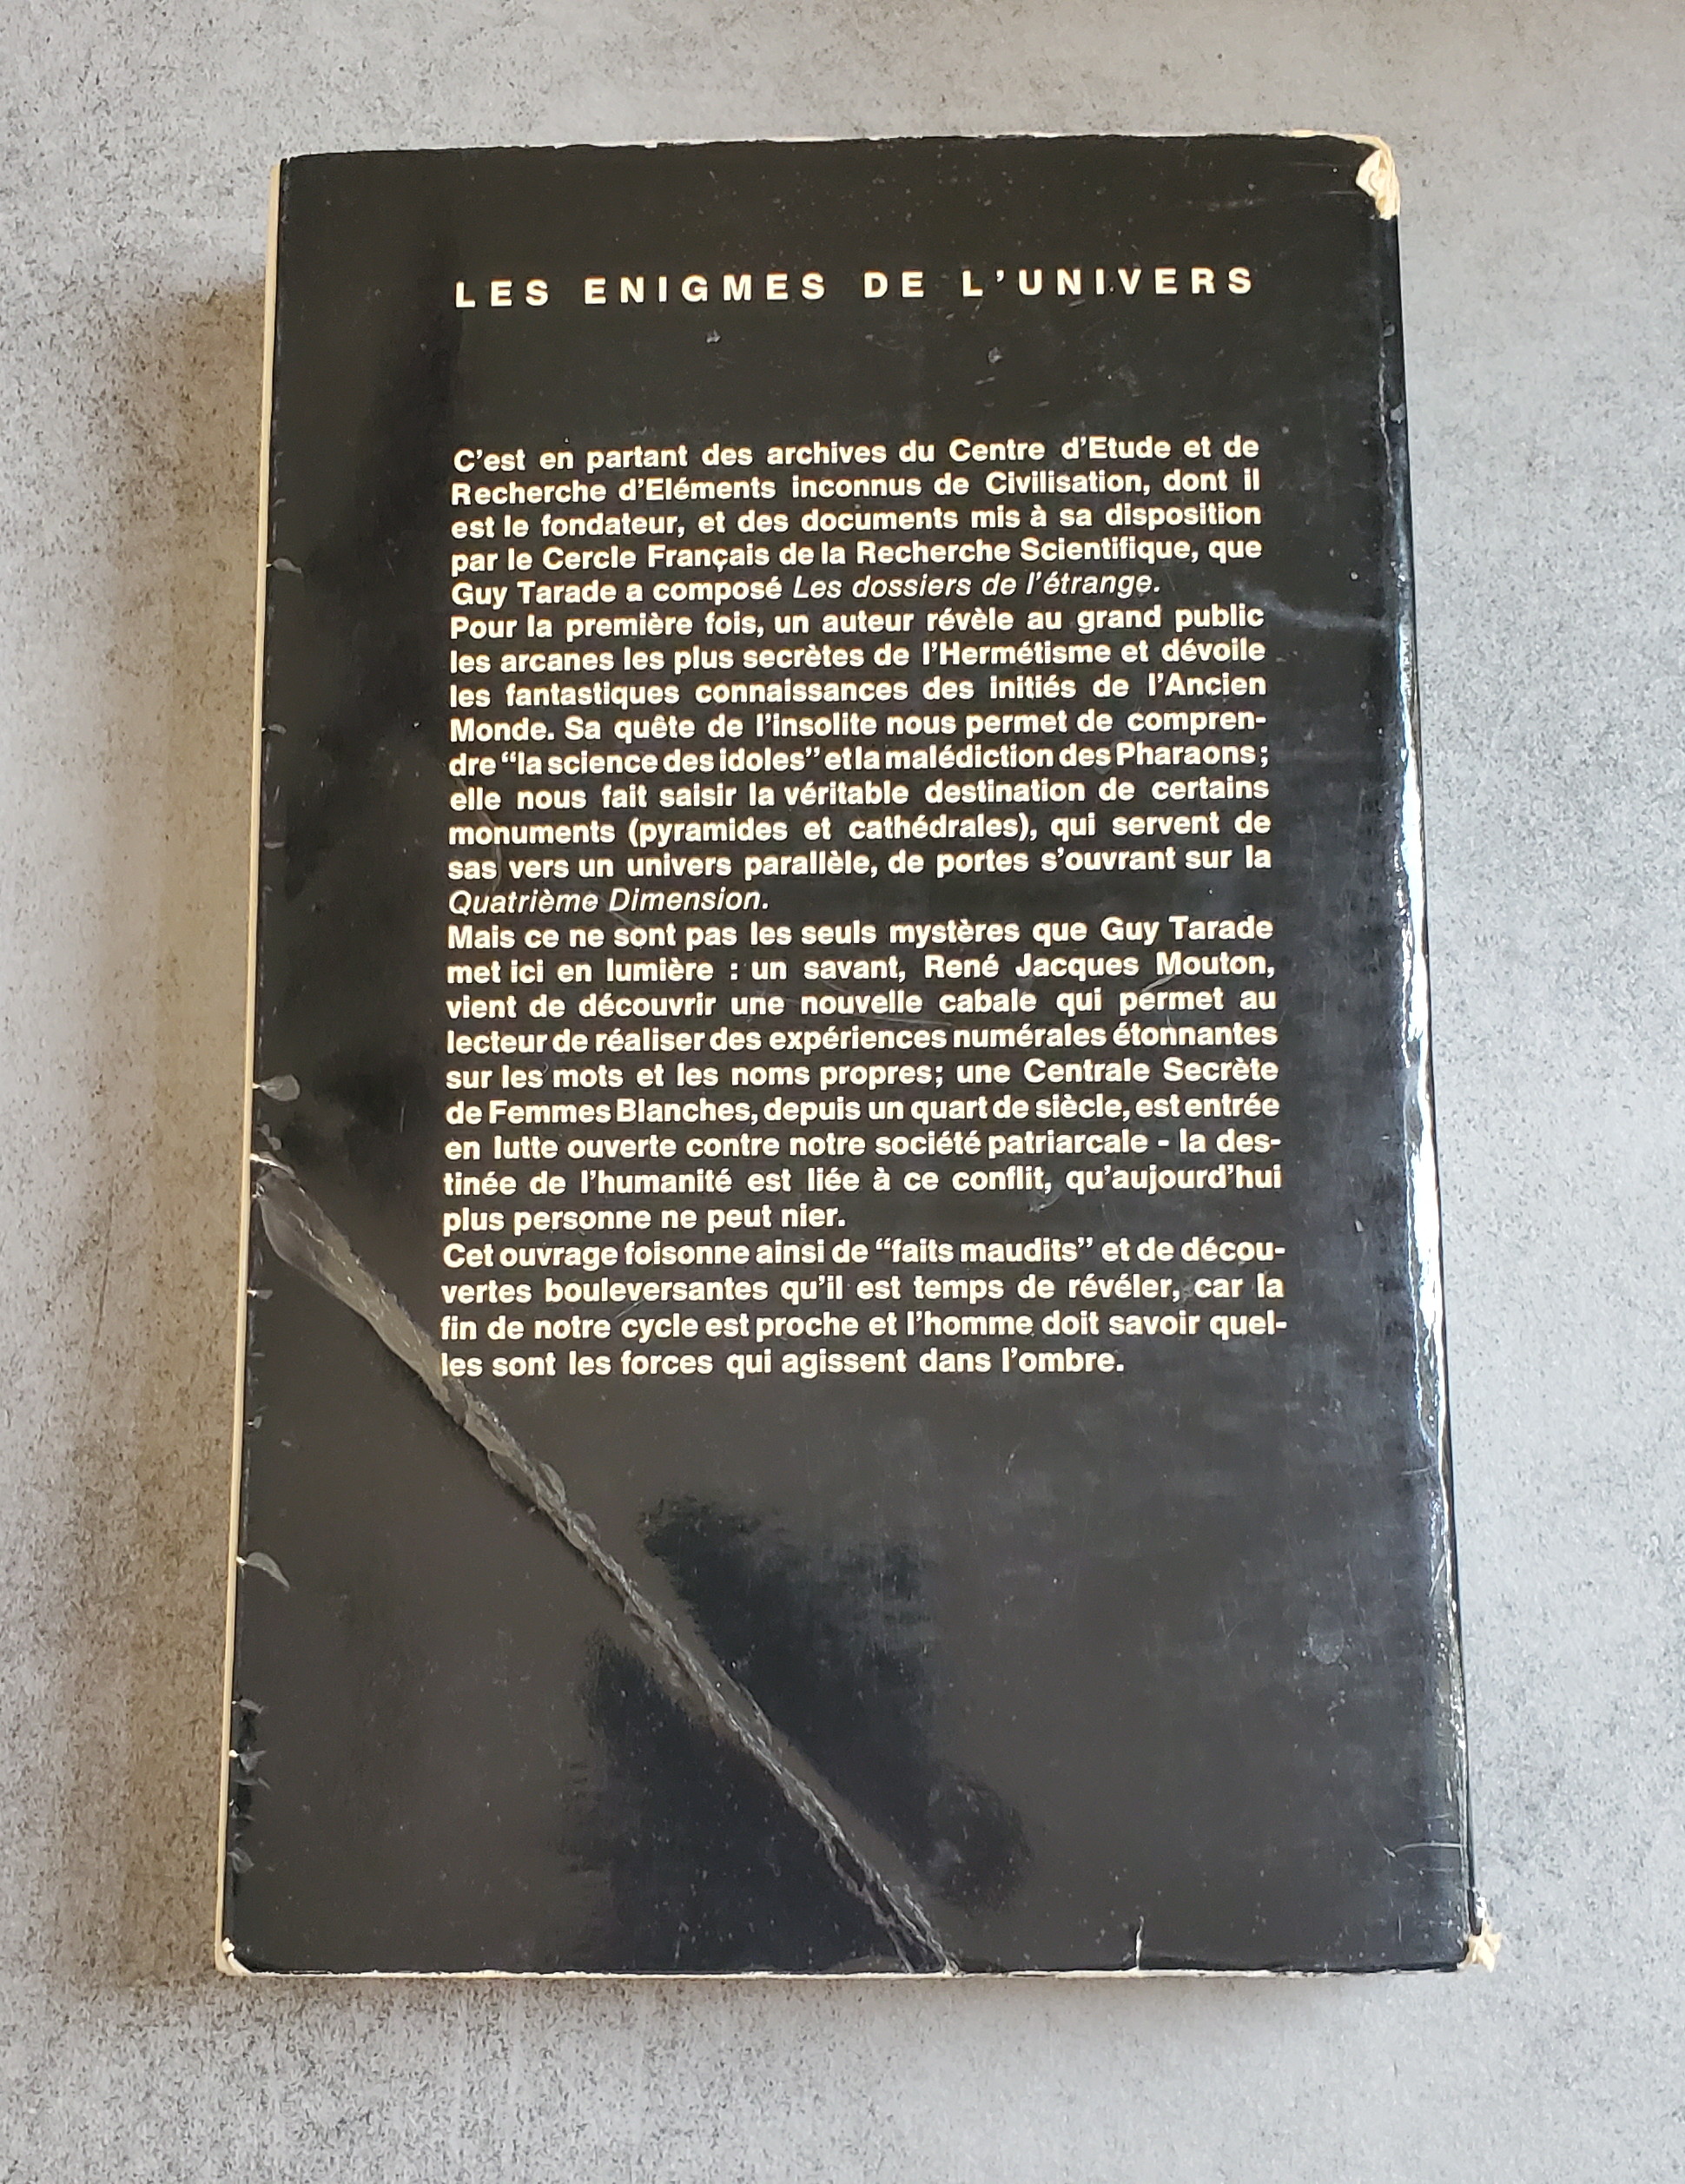 LES ENIGMES DE L'UNIVERS
C'est en partant des archives du Centre d'Etude et de
Recherche d'Eléments inconnus de Civilisation, dont il
est le fondateur, et des documents mis à sa disposition
par le Cercle Français de la Recherche Scientifique, que
Guy Tarade a composé Les dossiers de l'étrange.
Pour la première fois, un auteur révèle au grand public
les arcanes les plus secrètes de l'Hermétisme et dévoile
les fantastiques connaissances des initiés de l'Ancien
Monde. Sa quête de l'insolite nous permet de compren-
dre “la science des idoles” et la malédiction des Pharaons ;
elle nous fait saisir la véritable destination de certains
monuments (pyramides et cathédrales), qui servent de
sas vers un univers parallèle, de portes s'ouvrant sur la
Quatrième Dimension.
Mais ce ne sont pas les seuls mystères que Guy Tarade
met ici en lumière : un savant, René Jacques Mouton,
vient de découvrir une nouvelle cabale qui permet au
lecteur de réaliser des expériences numérales étonnantes
sur les mots et les noms propres; une Centrale Secrète
de Femmes Blanches, depuis un quart de siècle, est entrée
en lutte ouverte contre notre société patriarcale - la des-
tinée de l'humanité est liée à ce conflit, qu'aujourd'hui
plus personne ne peut nier.
Cet ouvrage foisonne ainsi de “faits maudits” et de décou-
vertes bouleversantes qu'il est temps de révéler, car la
fin de notre cycle est proche et l'homme doit savoir quel-
les sont les forces qui agissent dans l'ombre.